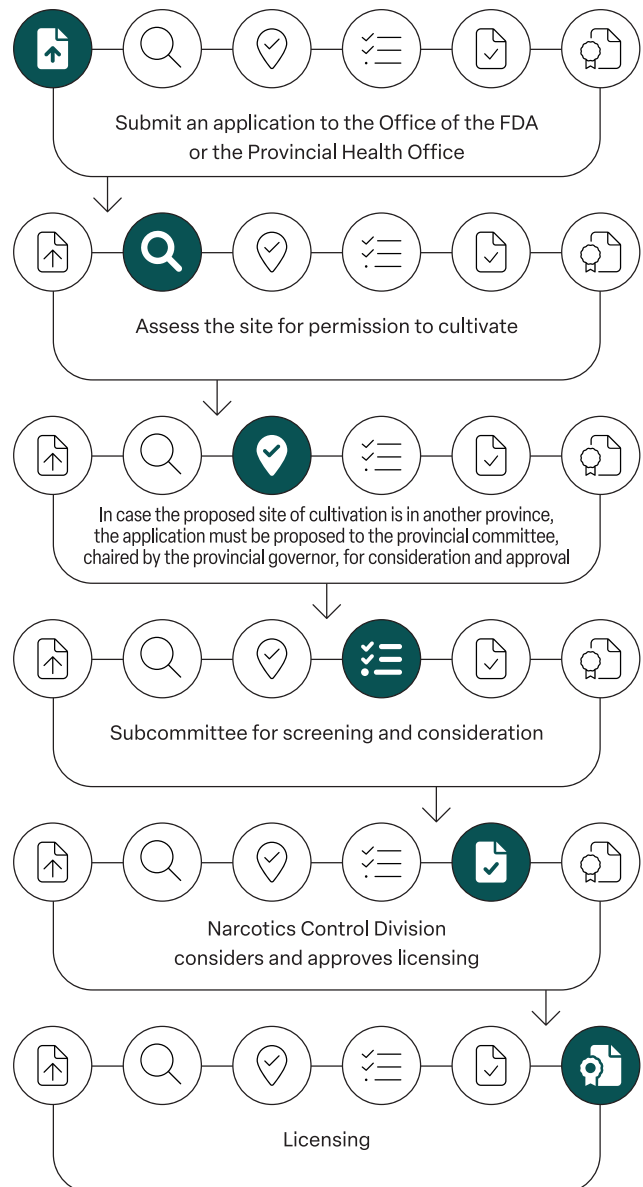 Submit an application to the Office of the FDA
or the Provincial Health Office
Assess the site for permission to cultivate
In case the proposed site of cultivation is in another province,
the application must be proposed to the provincial committee,
chaired by the provincial governor, for consideration and approval
Subcommittee for screening and consideration
Narcotics Control Division
considers and approves licensing
Licensing